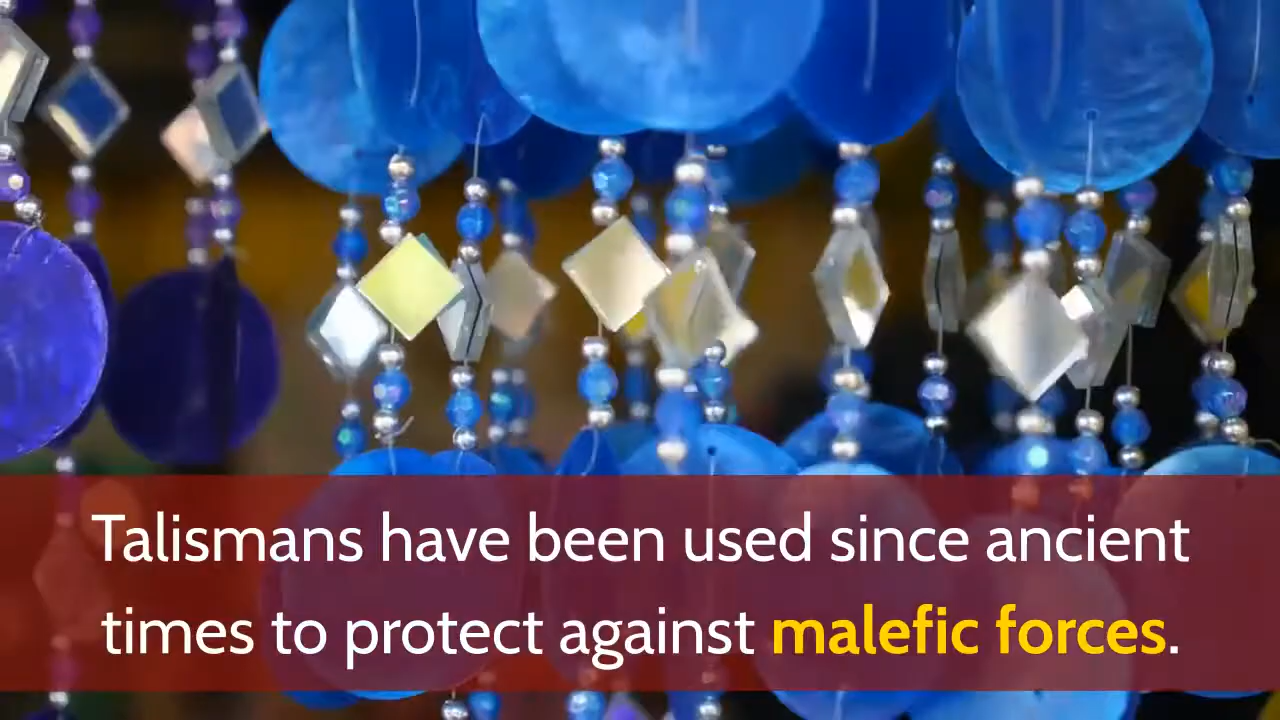 Talismans have been used since ancient
times to protect against malefic forces.